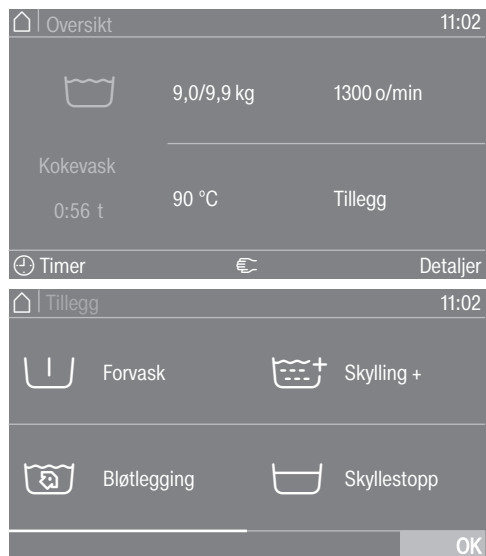 Oversikt 11:02
9,0/9,9 kg 1300 o/min
Kokevask
0:56 t
90 °C Tillegg
Timer Detaljer
Tillegg 11:02
Forvask Skylling +
Bløtlegging Skyllestopp
OK